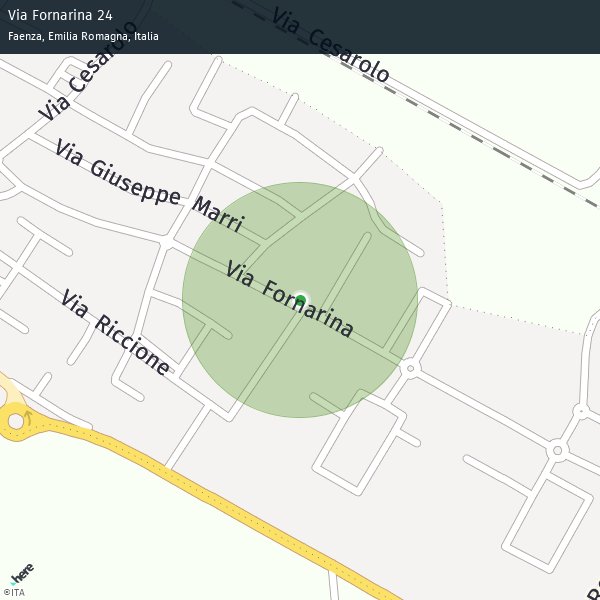 Via Fornarina 24
Faenza, Emilia Romagna, Italia
Via Cesarolo
Via Cesarolo
Via Giuseppe Marri
Via Fornarina
Via Riccione
here
©ITA